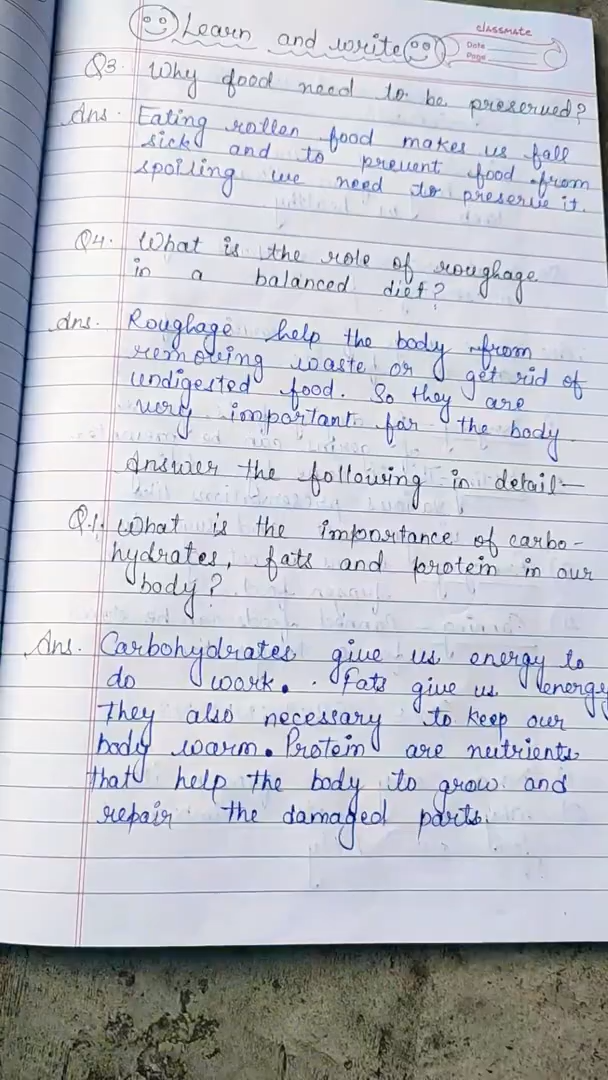 Learn and write
classmate
Date
Page
Q3. Why food need to be preserved?
Ans. Eating rotten food makes us fall
sick and to prevent food from
spoiling we need to preserve it.
Q4. What is the role of roughage
in a balanced diet?
Ans. Roughage help the body from
removing waste or get rid of
undigested food. So they are
very important for the body
Answer the following in detail—
Q.1. What is the importance of carbo-
hydrates, fats and protein in our
body?
Ans. Carbohydrates give us energy to
do work. Fats give us energy
They also necessary to keep our
body warm. Protein are nutrients
that help the body to grow and
repair the damaged parts.